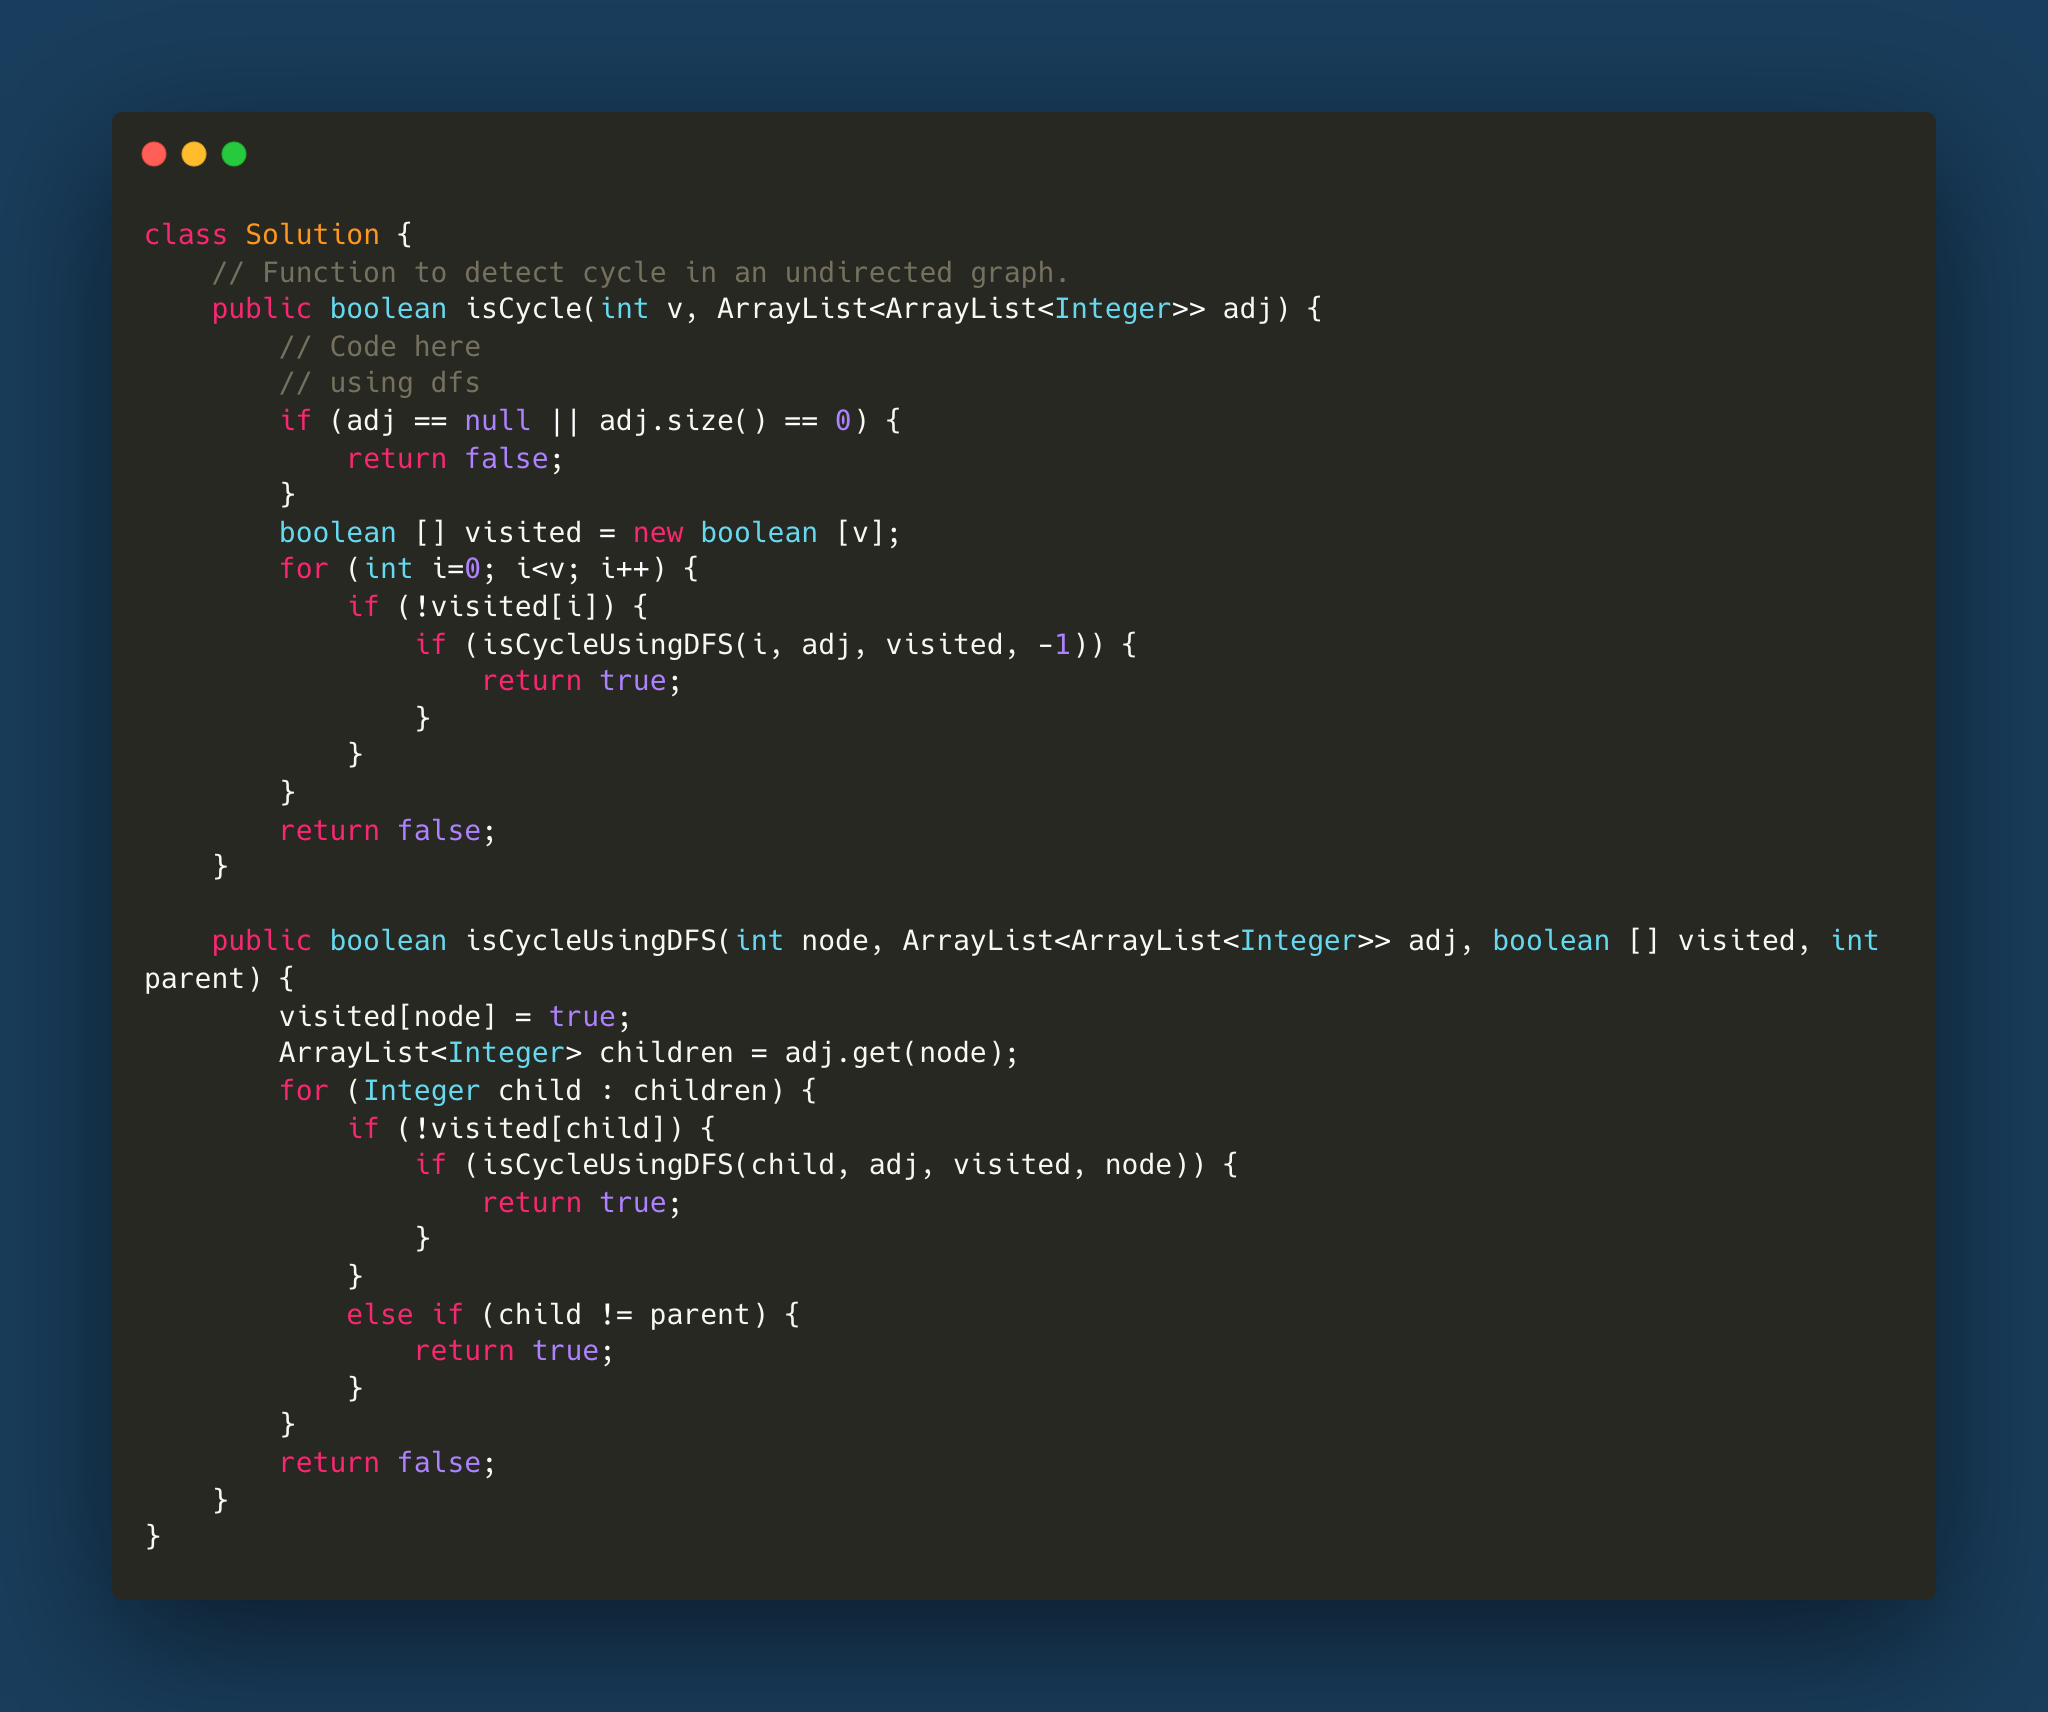 class Solution {
    // Function to detect cycle in an undirected graph.
    public boolean isCycle(int v, ArrayList<ArrayList<Integer>> adj) {
        // Code here
        // using dfs
        if (adj == null || adj.size() == 0) {
            return false;
        }
        boolean [] visited = new boolean [v];
        for (int i=0; i<v; i++) {
            if (!visited[i]) {
                if (isCycleUsingDFS(i, adj, visited, -1)) {
                    return true;
                }
            }
        }
        return false;
    }

    public boolean isCycleUsingDFS(int node, ArrayList<ArrayList<Integer>> adj, boolean [] visited, int
parent) {
        visited[node] = true;
        ArrayList<Integer> children = adj.get(node);
        for (Integer child : children) {
            if (!visited[child]) {
                if (isCycleUsingDFS(child, adj, visited, node)) {
                    return true;
                }
            }
            else if (child != parent) {
                return true;
            }
        }
        return false;
    }
}